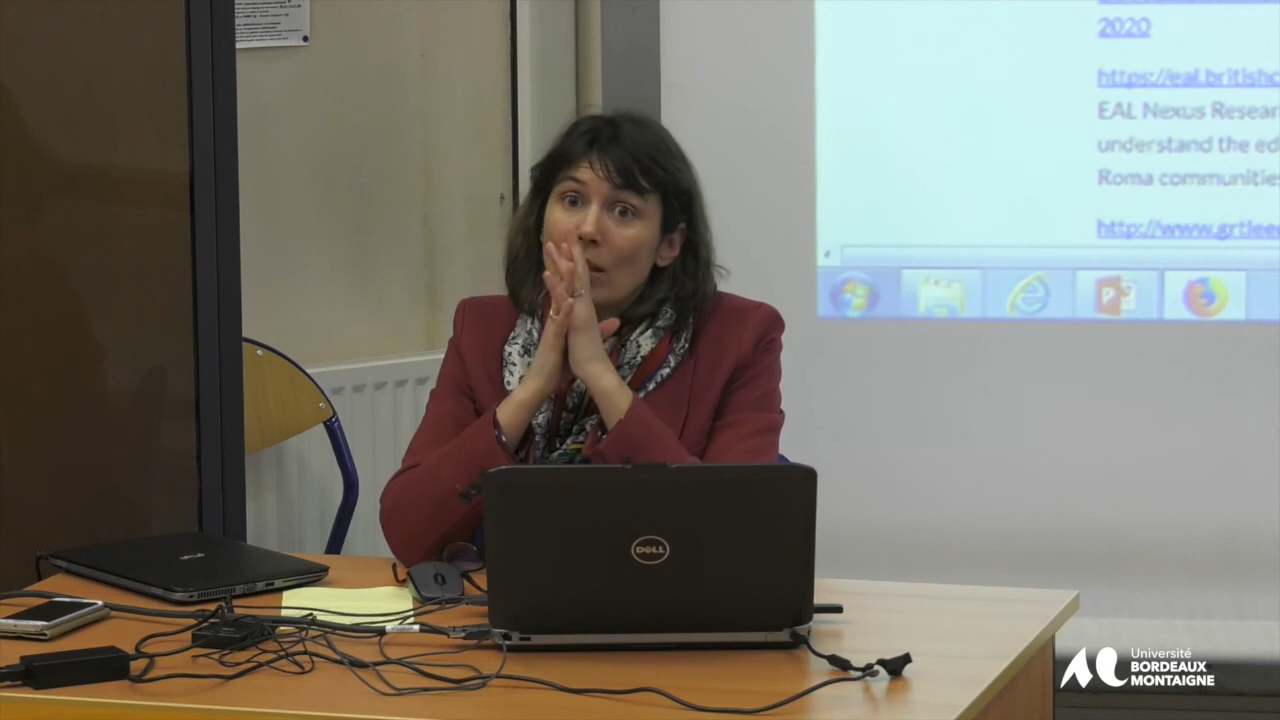 2020
https://eal.britishc
EAL Nexus Resear
understand the ed
Roma communitie
http://www.grtlee
DELL
Université
BORDEAUX
MONTAIGNE